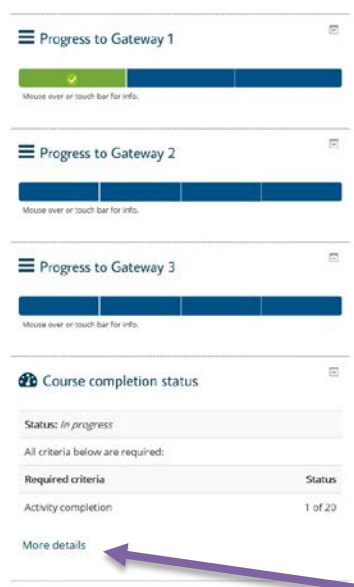 Progress to Gateway 1
Mouse over or touch bar for info.
Progress to Gateway 2
Mouse over or touch bar for info.
Progress to Gateway 3
Mouse over or touch bar for info.
Course completion status
Status: In progress
All criteria below are required:
Required criteria Status
Activity completion 1 of 20
More details